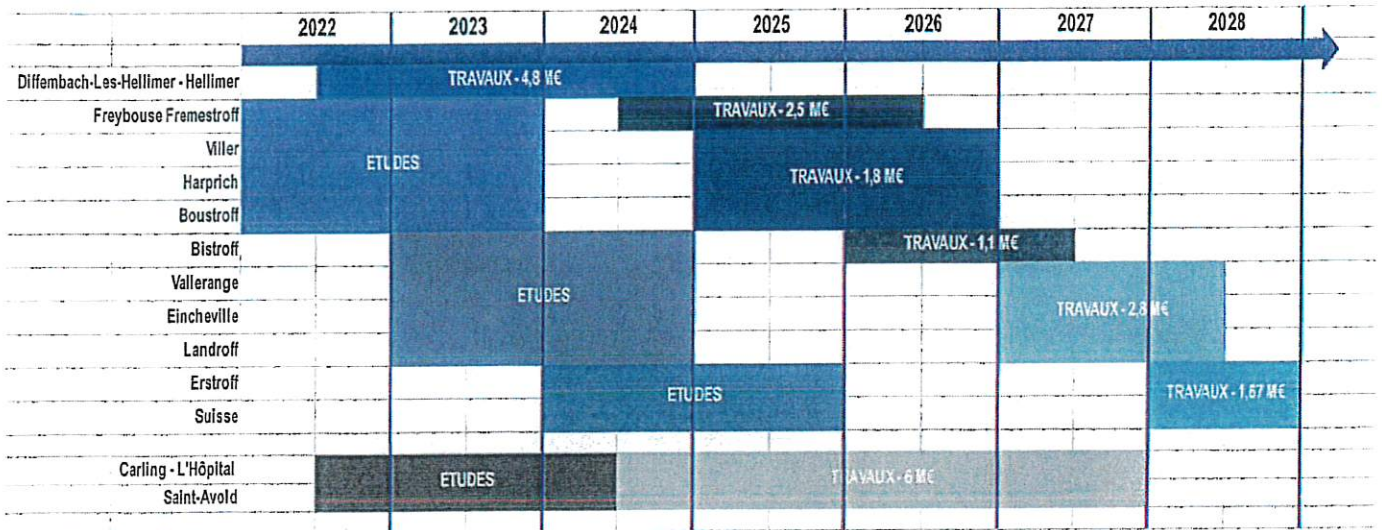 2022 2023 2024 2025 2026 2027 2028
Diffembach-Les-Hellimer - Hellimer TRAVAUX - 4,8 M€
Freybouse Fremestroff TRAVAUX - 2,5 M€
Viller
ETUDES
Harprich TRAVAUX - 1,8 M€
Boustroff
Bistroff TRAVAUX - 1,1 M€
Vallerange
ETUDES TRAVAUX - 2,8 M€
Eincheville
Landroff
Erstroff ETUDES TRAVAUX - 1,67 M€
Suisse
Carling - L'Hôpital ETUDES TRAVAUX - 6 M€
Saint-Avold